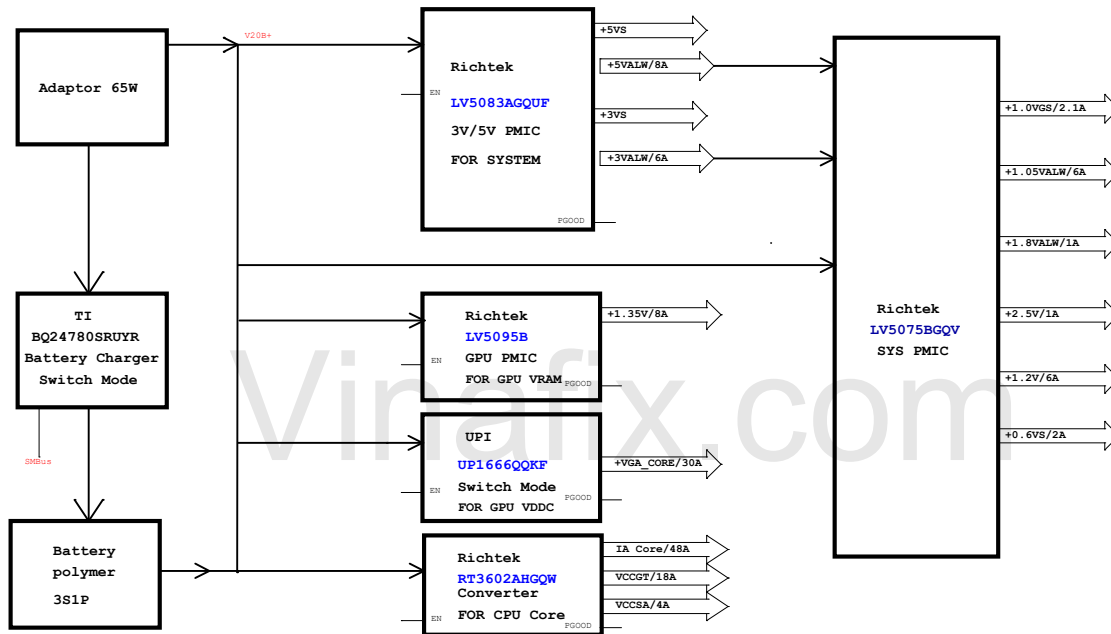 Adaptor 65W
V20B+
Richtek
LV5083AGQUF
3V/5V PMIC
FOR SYSTEM
EN
PGOOD
+5VS
+5VALW/8A
+3VS
+3VALW/6A
TI
BQ24780SRUYR
Battery Charger
Switch Mode
SMBus
Battery
polymer
3S1P
Richtek
LV5095B
GPU PMIC
FOR GPU VRAM
EN
PGOOD
+1.35V/8A
UPI
UP1666QQKF
Switch Mode
FOR GPU VDDC
EN
PGOOD
+VGA_CORE/30A
Richtek
RT3602AHGQW
Converter
FOR CPU Core
EN
PGOOD
IA Core/48A
VCCGT/18A
VCCSA/4A
Richtek
LV5075BGQV
SYS PMIC
+1.0VGS/2.1A
+1.05VALW/6A
+1.8VALW/1A
+2.5V/1A
+1.2V/6A
+0.6VS/2A
Vinafix.com